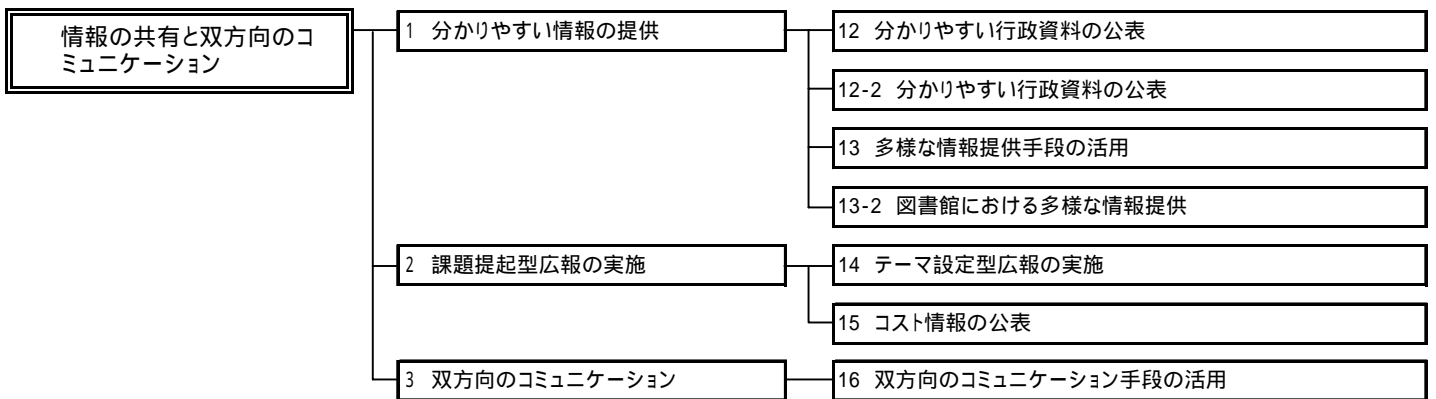 情報の共有と双方向のコ
ミュニケーション
1 分かりやすい情報の提供
12 分かりやすい行政資料の公表
12-2 分かりやすい行政資料の公表
13 多様な情報提供手段の活用
13-2 図書館における多様な情報提供
2 課題提起型広報の実施
14 テーマ設定型広報の実施
15 コスト情報の公表
3 双方向のコミュニケーション
16 双方向のコミュニケーション手段の活用